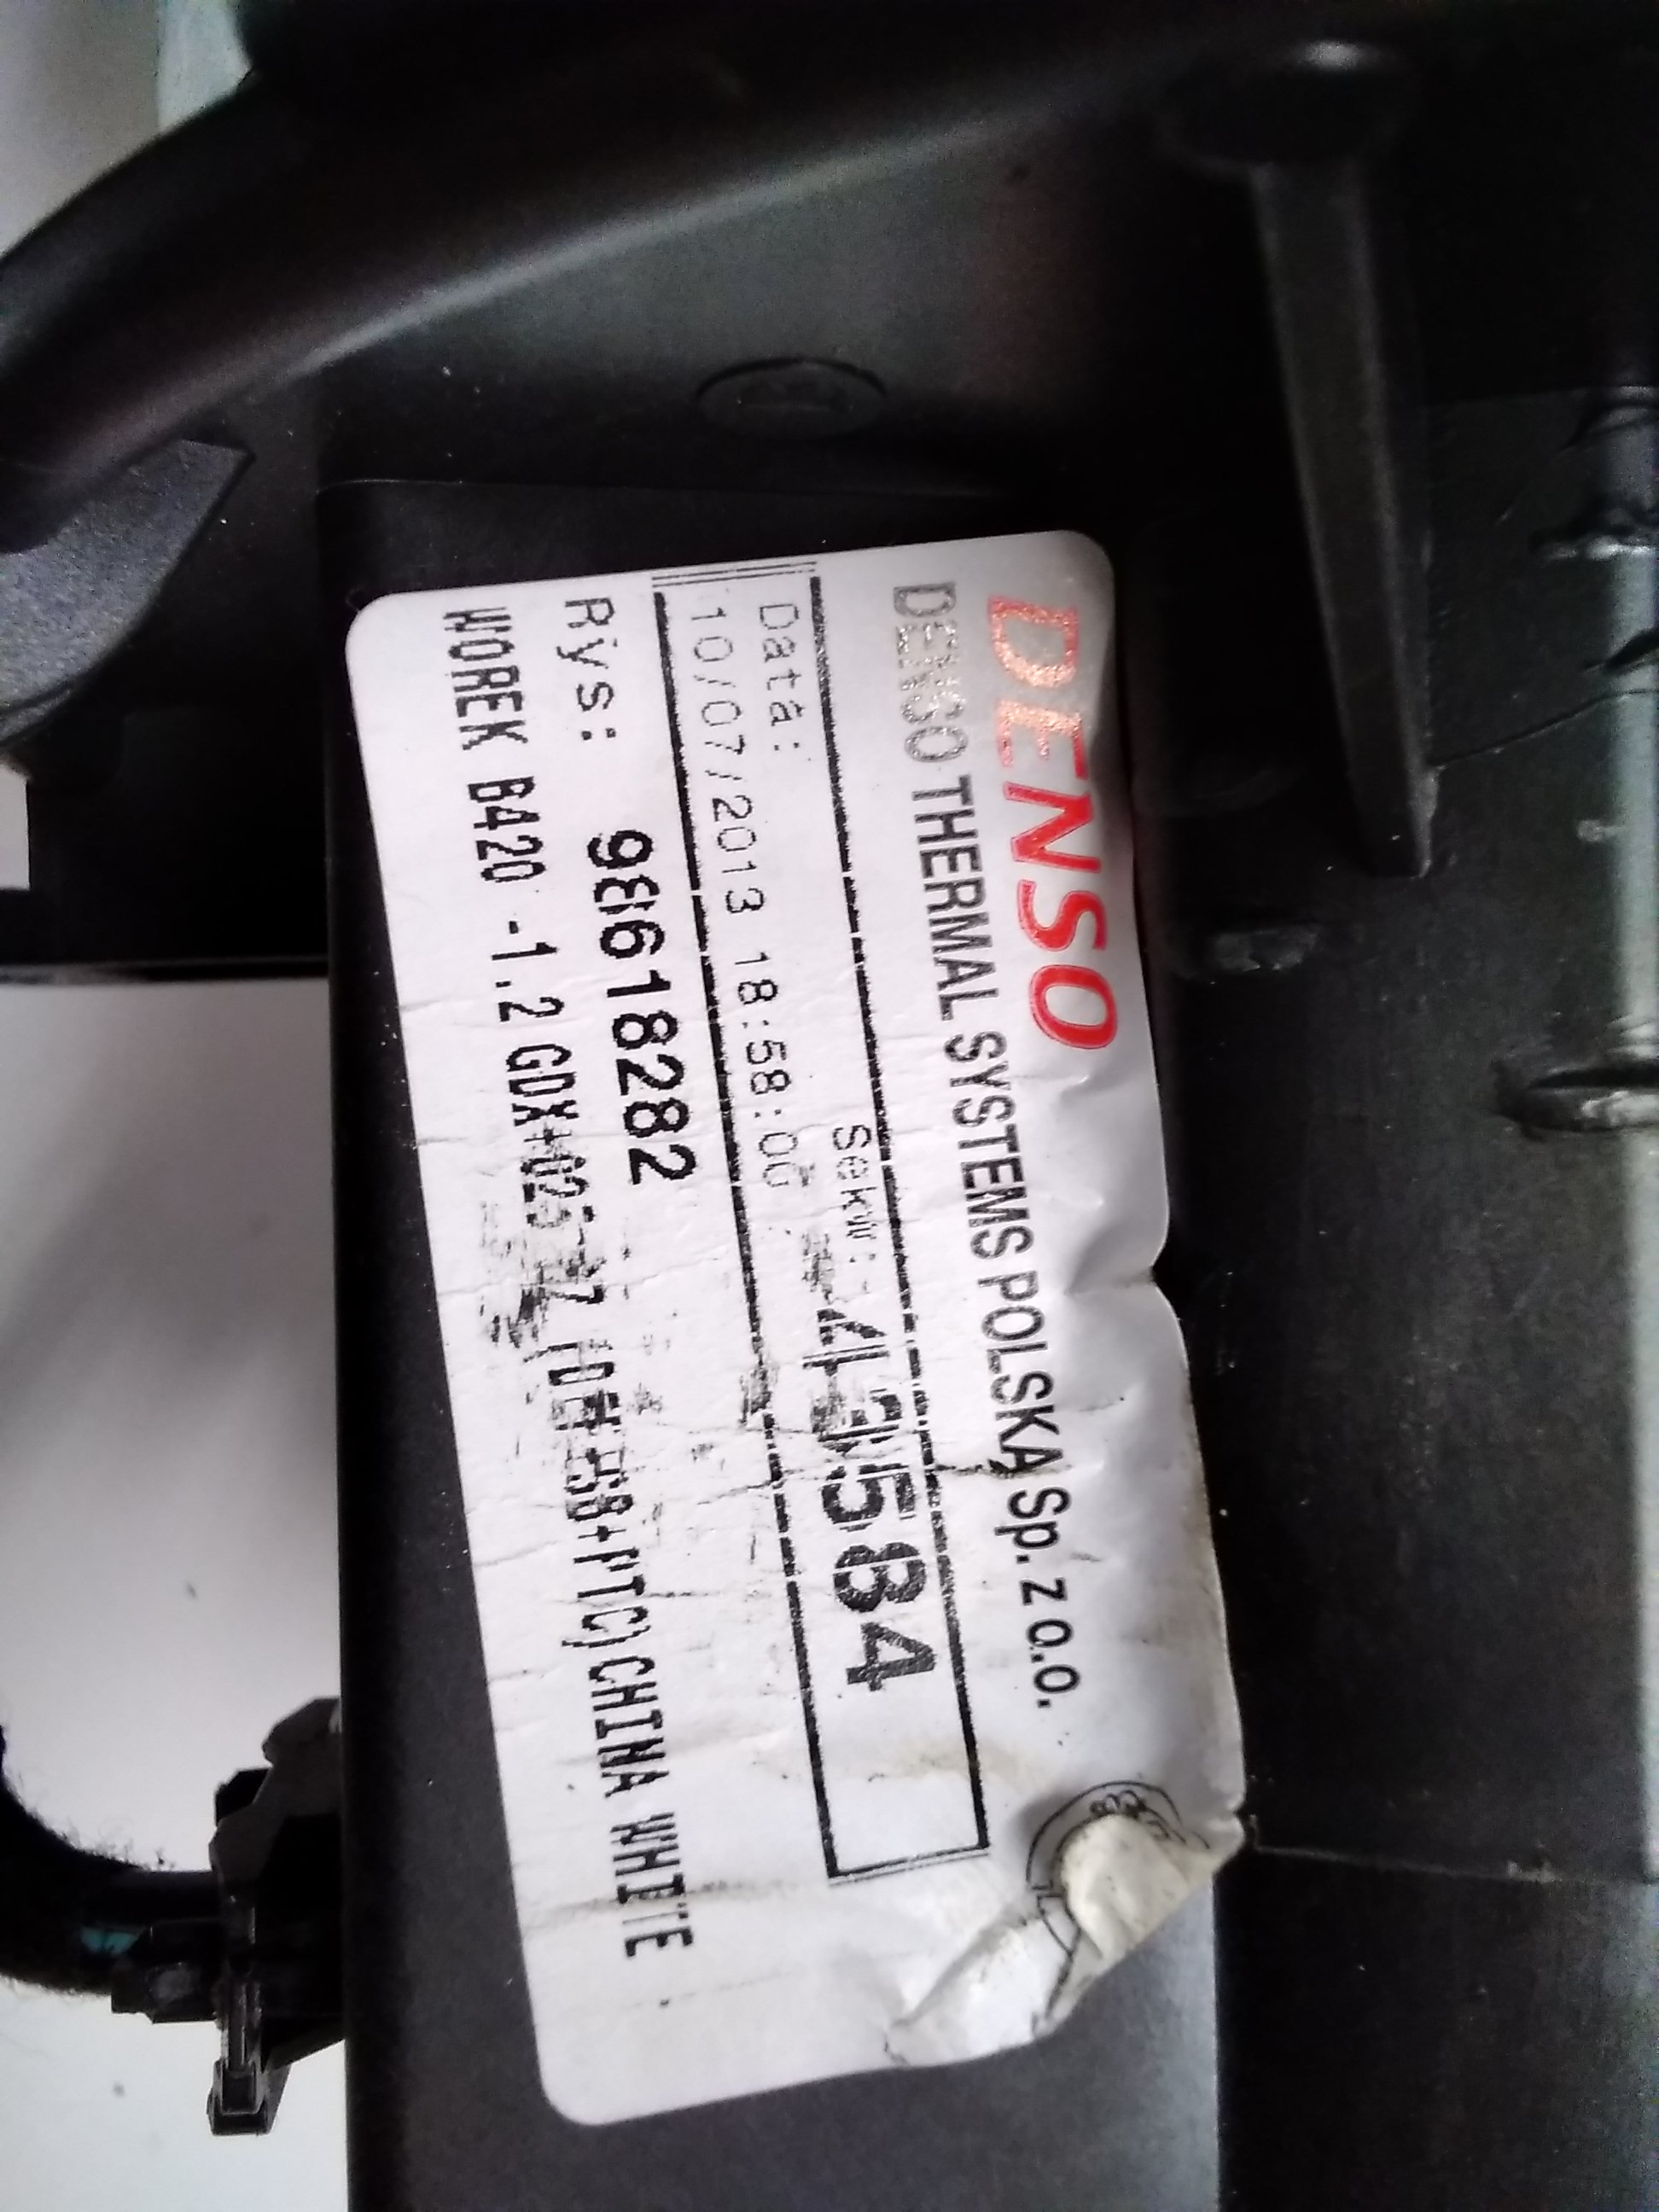 DENSO
DENSO THERMAL SYSTEMS POLSKA Sp. z o.o.
Data: Sekw:
10/07/2013 18:58:00
Rys: 96618282
WOREK B420 -1.2 GDX+ CHINA WHITE